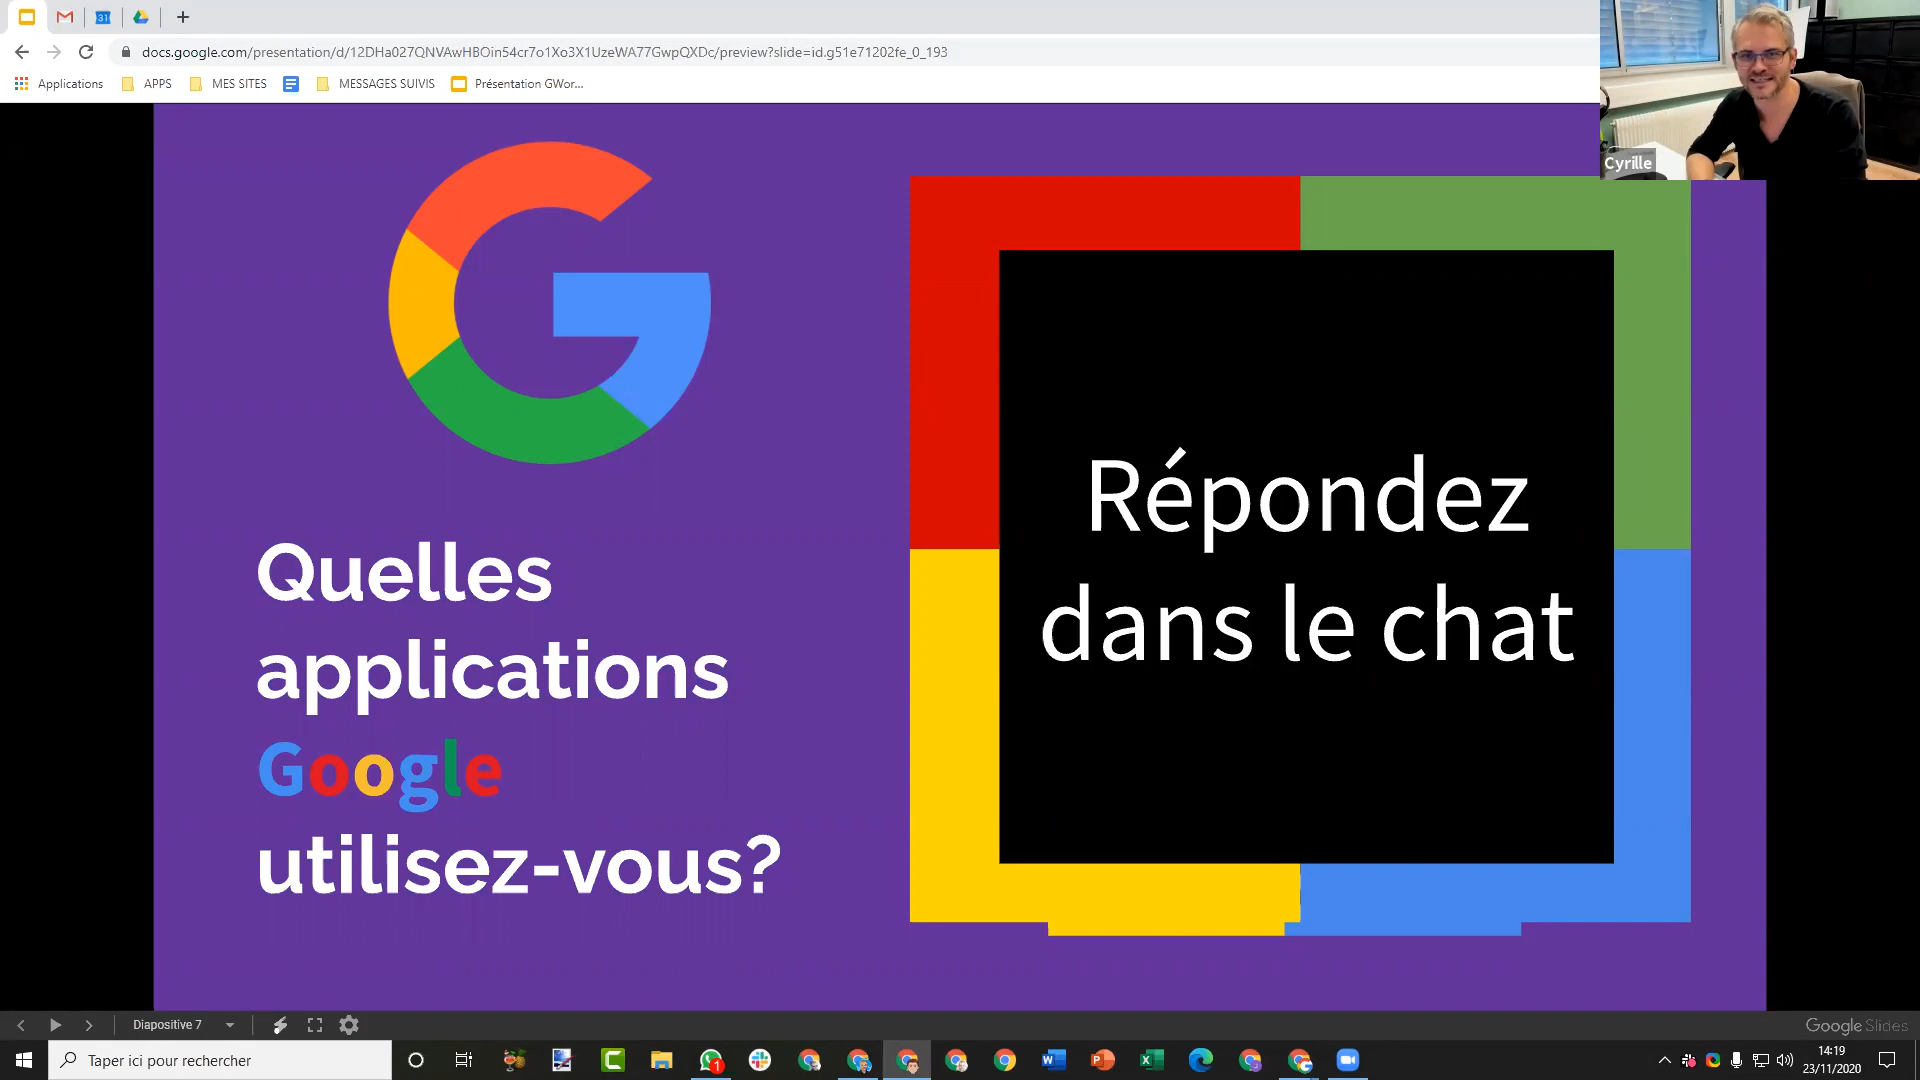 docs.google.com/presentation/d/12DHa027QNVAwHBOin54cr7o1Xo3X1UzeWA77GwpQXDc/preview?slide=id.g51e71202fe_0_193
Applications
APPS
MES SITES
MESSAGES SUIVIS
Présentation GWor...
Cyrille
Quelles
applications
Google
utilisez-vous?
Répondez
dans le chat
Diapositive 7
Google Slides
Taper ici pour rechercher
1
14:19
23/11/2020